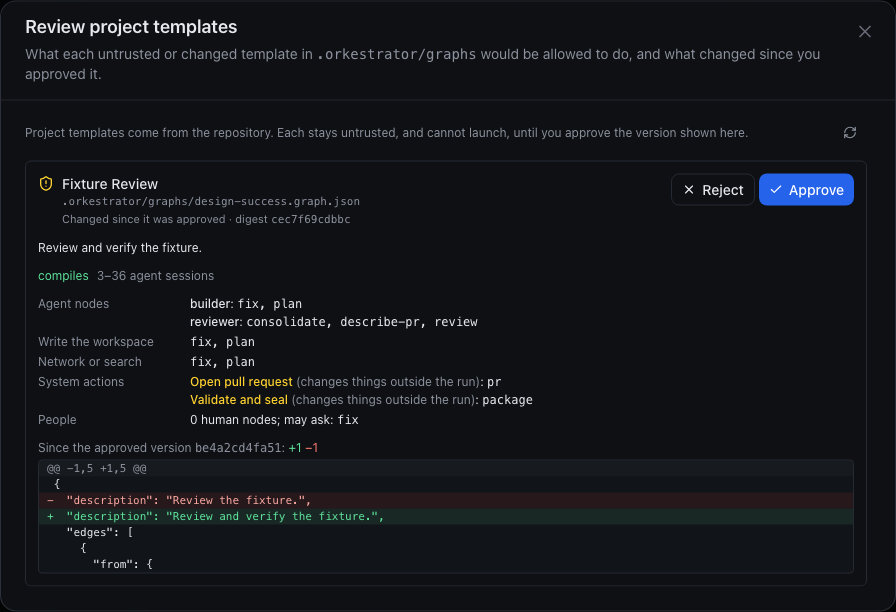 Review project templates
What each untrusted or changed template in .orkestrator/graphs would be allowed to do, and what changed since you
approved it.
Project templates come from the repository. Each stays untrusted, and cannot launch, until you approve the version shown here.
Fixture Review
.orkestrator/graphs/design-success.graph.json
Changed since it was approved · digest cec7f69cdbbc
Reject
Approve
Review and verify the fixture.
compiles 3–36 agent sessions
Agent nodes builder: fix, plan
reviewer: consolidate, describe-pr, review
Write the workspace fix, plan
Network or search fix, plan
System actions Open pull request (changes things outside the run): pr
Validate and seal (changes things outside the run): package
People 0 human nodes; may ask: fix
Since the approved version be4a2cd4fa51: +1 −1
@@ −1,5 +1,5 @@
{
− "description": "Review the fixture.",
+ "description": "Review and verify the fixture.",
"edges": [
{
"from": {